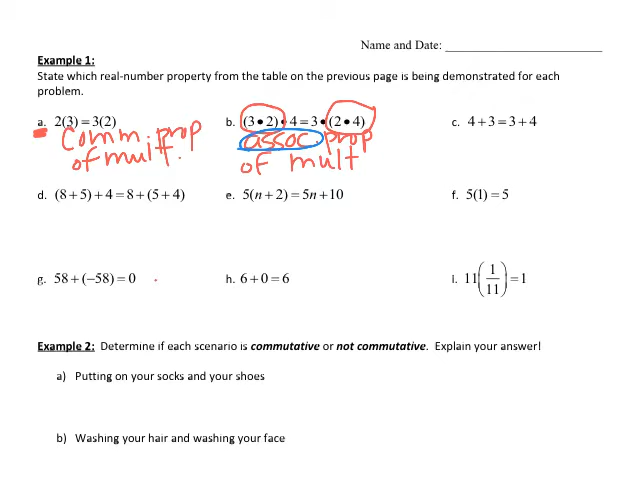 Name and Date: ___________________________
Example 1:
State which real-number property from the table on the previous page is being demonstrated for each
problem.
a. 2(3) = 3(2) b. (3 • 2) • 4 = 3 • (2 • 4) c. 4 + 3 = 3 + 4
Comm. prop assoc. prop
of mult. of mult
d. (8 + 5) + 4 = 8 + (5 + 4) e. 5(n + 2) = 5n + 10 f. 5(1) = 5
g. 58 + (−58) = 0 h. 6 + 0 = 6 i. 11(1/11) = 1
Example 2: Determine if each scenario is commutative or not commutative. Explain your answer!
a) Putting on your socks and your shoes
b) Washing your hair and washing your face